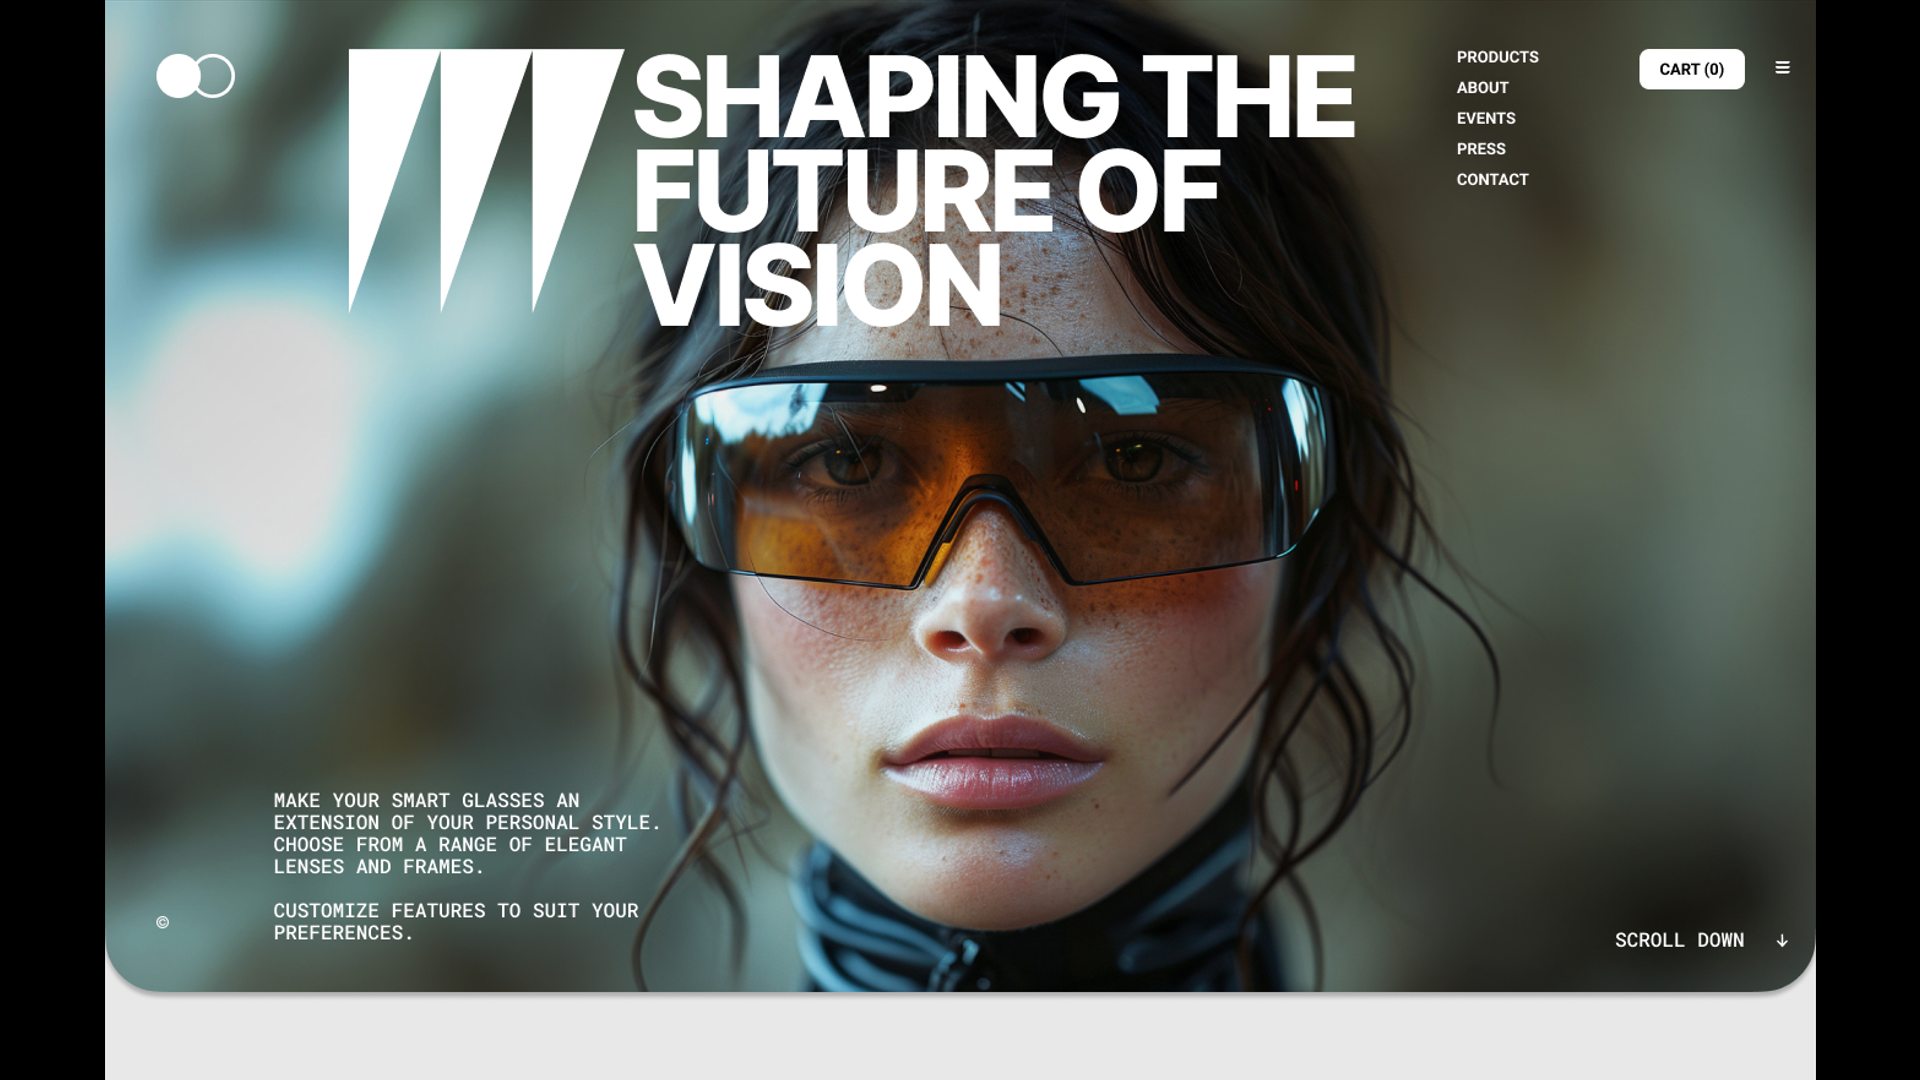 SHAPING THE
FUTURE OF
VISION
PRODUCTS
ABOUT
EVENTS
PRESS
CONTACT
CART (0)
MAKE YOUR SMART GLASSES AN
EXTENSION OF YOUR PERSONAL STYLE.
CHOOSE FROM A RANGE OF ELEGANT
LENSES AND FRAMES.
CUSTOMIZE FEATURES TO SUIT YOUR
PREFERENCES.
©
SCROLL DOWN ↓